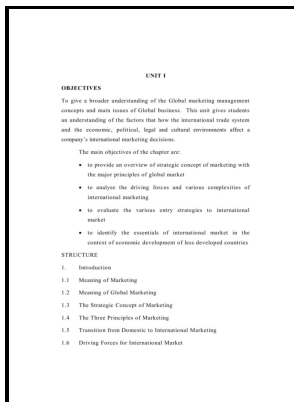 UNIT I
OBJECTIVES
To give a broader understanding of the Global marketing management
concepts and main issues of Global business. This unit gives students
an understanding of the factors that how the international trade system
and the economic, political, legal and cultural environments affect a
company's international marketing decisions.
The main objectives of the chapter are:
• to provide an overview of strategic concept of marketing with
the major principles of global market
• to analyse the driving forces and various complexities of
international marketing
• to evaluate the various entry strategies to international
market
• to identify the essentials of international market in the
context of economic development of less developed countries
STRUCTURE
1. Introduction
1.1 Meaning of Marketing
1.2 Meaning of Global Marketing
1.3 The Strategic Concept of Marketing
1.4 The Three Principles of Marketing
1.5 Transition from Domestic to International Marketing
1.6 Driving Forces for International Market